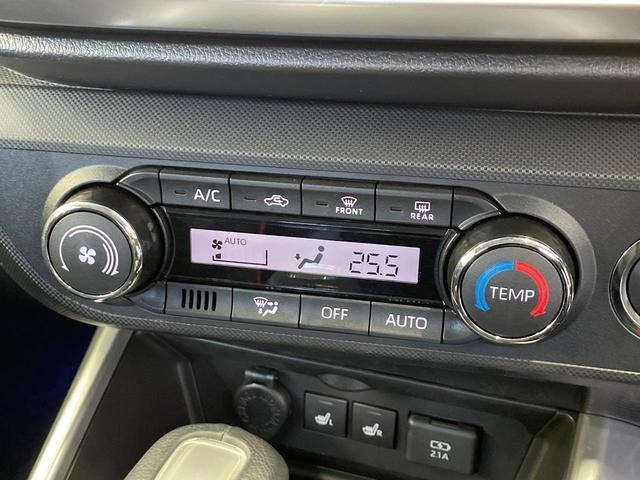 A/C
FRONT
REAR
AUTO
25.5
TEMP
OFF
AUTO
L
R
2.1A